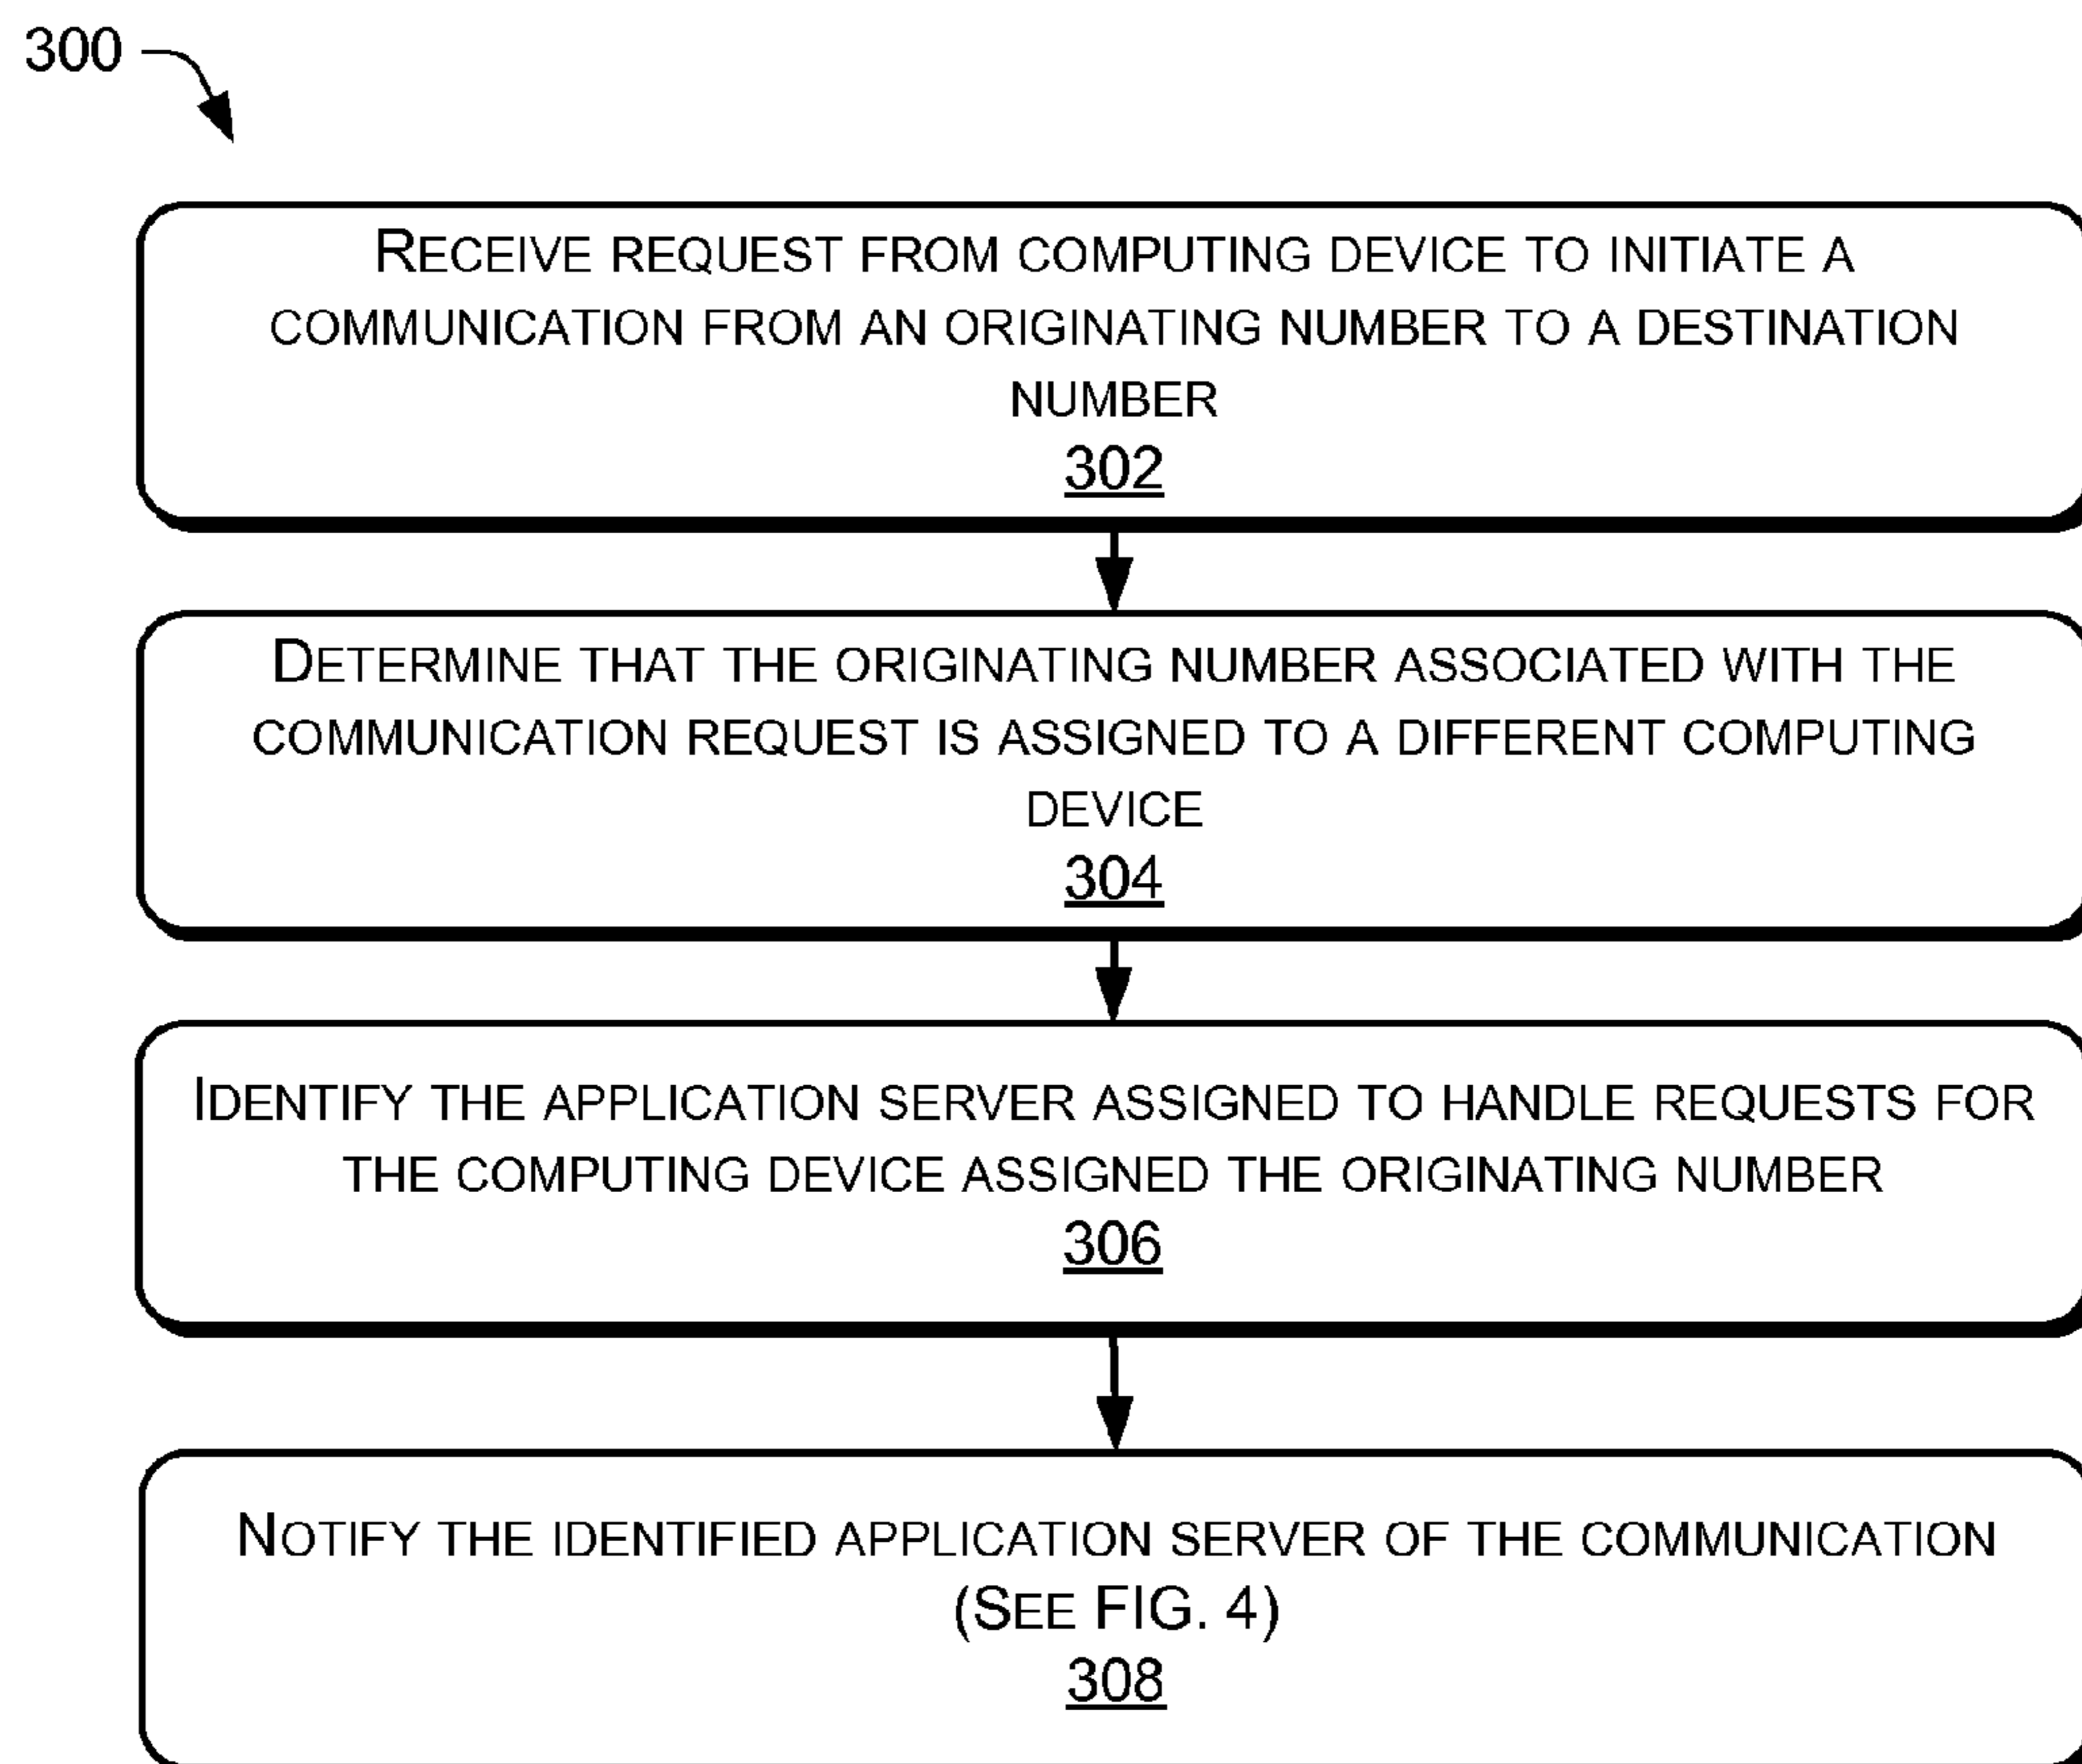 300
RECEIVE REQUEST FROM COMPUTING DEVICE TO INITIATE A
COMMUNICATION FROM AN ORIGINATING NUMBER TO A DESTINATION
NUMBER
302
DETERMINE THAT THE ORIGINATING NUMBER ASSOCIATED WITH THE
COMMUNICATION REQUEST IS ASSIGNED TO A DIFFERENT COMPUTING
DEVICE
304
IDENTIFY THE APPLICATION SERVER ASSIGNED TO HANDLE REQUESTS FOR
THE COMPUTING DEVICE ASSIGNED THE ORIGINATING NUMBER
306
NOTIFY THE IDENTIFIED APPLICATION SERVER OF THE COMMUNICATION
(SEE FIG. 4)
308